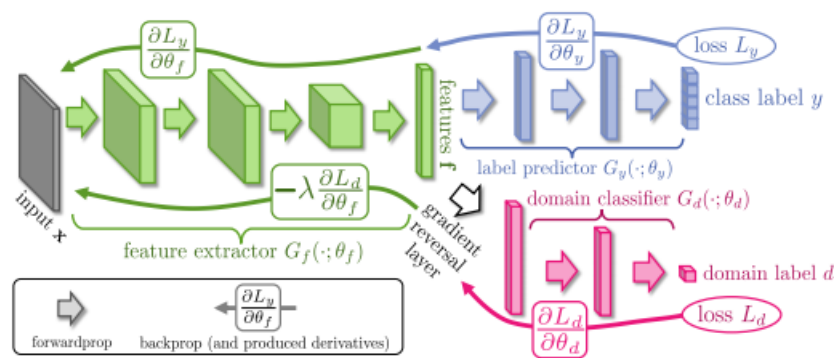 ∂L_y/∂θ_f
∂L_y/∂θ_y
loss L_y
features f
class label y
label predictor G_y(·;θ_y)
input x
−λ ∂L_d/∂θ_f
feature extractor G_f(·;θ_f)
gradient
reversal
layer
domain classifier G_d(·;θ_d)
domain label d
∂L_d/∂θ_d
loss L_d
forwardprop
∂L_y/∂θ_f
backprop (and produced derivatives)